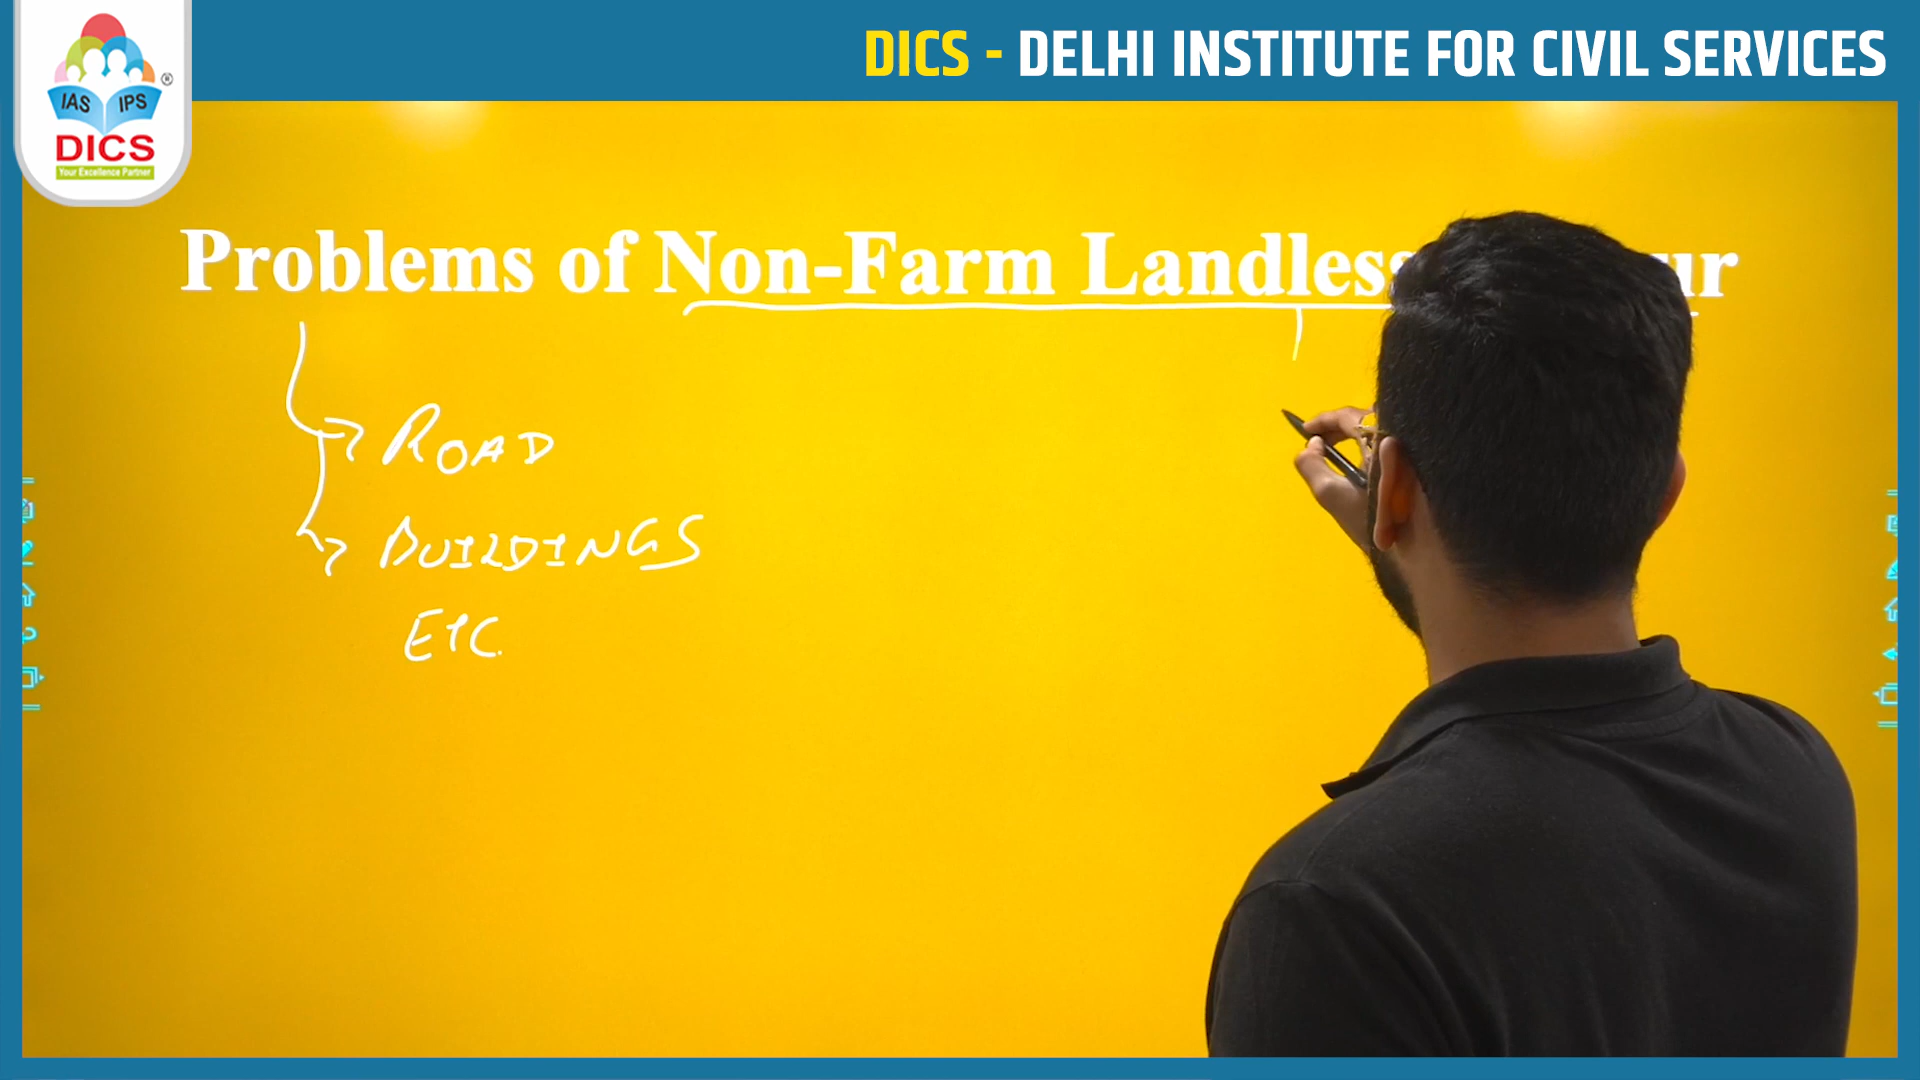 DICS - DELHI INSTITUTE FOR CIVIL SERVICES
IAS IPS
DICS
Your Excellence Partner
Problems of Non-Farm Landless
ROAD
BUILDINGS
ETC.